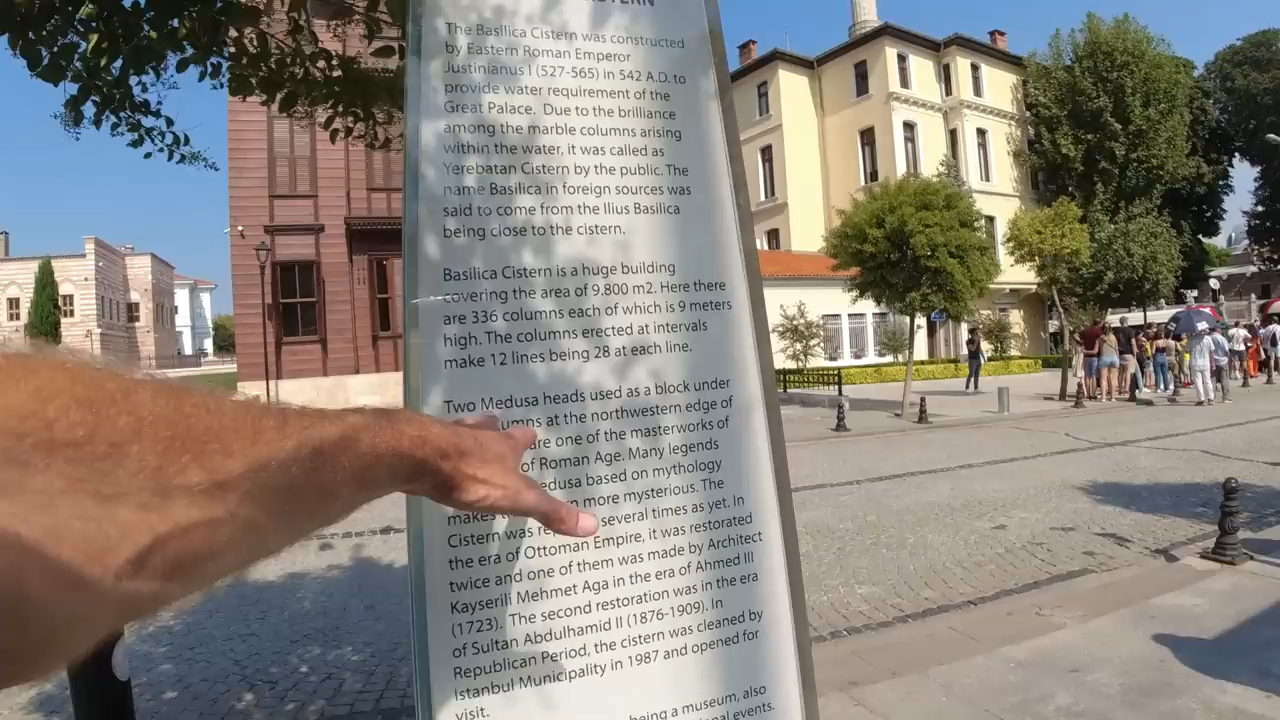 The Basilica Cistern was constructed
by Eastern Roman Emperor
Justinianus I (527-565) in 542 A.D. to
provide water requirement of the
Great Palace. Due to the brilliance
among the marble columns arising
within the water, it was called as
Yerebatan Cistern by the public. The
name Basilica in foreign sources was
said to come from the Ilius Basilica
being close to the cistern.
Basilica Cistern is a huge building
covering the area of 9.800 m2. Here there
are 336 columns each of which is 9 meters
high. The columns erected at intervals
make 12 lines being 28 at each line.
Two Medusa heads used as a block under
at the northwestern edge of
are one of the masterworks of
of Roman Age. Many legends
based on mythology
makes more mysterious. The
Cistern was several times as yet. In
the era of Ottoman Empire, it was restored
twice and one of them was made by Architect
Kayserili Mehmet Aga in the era of Ahmed III
(1723). The second restoration was in the era
of Sultan Abdulhamid II (1876-1909). In
Republican Period, the cistern was cleaned by
Istanbul Municipality in 1987 and opened for
visit.
being a museum, also
events.